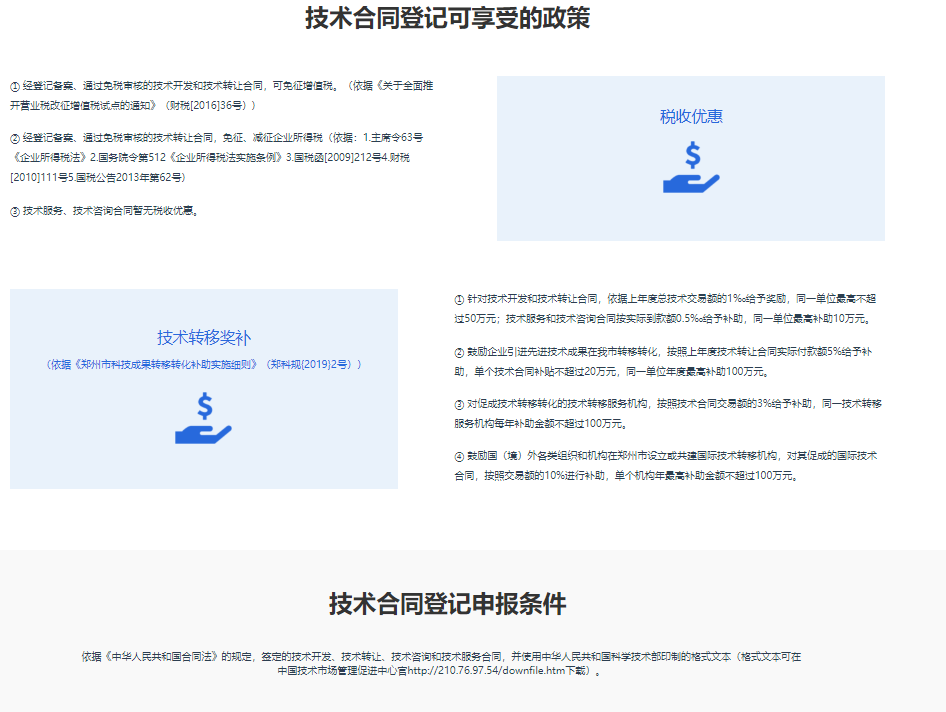 技术合同登记可享受的政策
① 经登记备案、通过免税审核的技术开发和技术转让合同，可免征增值税。（依据《关于全面推
开营业税改征增值税试点的通知》（财税[2016]36号））
② 经登记备案、通过免税审核的技术转让合同，免征、减征企业所得税（依据：1.主席令63号
《企业所得税法》2.国务院令第512《企业所得税法实施条例》3.国税函[2009]212号4.财税
[2010]111号5.国税公告2013年第62号）
③ 技术服务、技术咨询合同暂无税收优惠。
税收优惠
技术转移奖补
（依据《郑州市科技成果转移转化补助实施细则》（郑科规{2019}2号））
① 针对技术开发和技术转让合同，依据上年度总技术交易额的1‰给予奖励，同一单位最高不超
过50万元；技术服务和技术咨询合同按实际到款额0.5‰给予补助，同一单位最高补助10万元。
② 鼓励企业引进先进技术成果在我市转移转化，按照上年度技术转让合同实际付款额5%给予补
助，单个技术合同补贴不超过20万元，同一单位年度最高补助100万元。
③ 对促成技术转移转化的技术转移服务机构，按照技术合同交易额的3%给予补助，同一技术转移
服务机构每年补助金额不超过100万元。
④ 鼓励国（境）外各类组织和机构在郑州市设立或共建国际技术转移机构，对其促成的国际技术
合同，按照交易额的10%进行补助，单个机构年最高补助金额不超过100万元。
技术合同登记申报条件
依据《中华人民共和国合同法》的规定，签定的技术开发、技术转让、技术咨询和技术服务合同，并使用中华人民共和国科学技术部印制的格式文本（格式文本可在
中国技术市场管理促进中心官http://210.76.97.54/downfile.htm下载）。